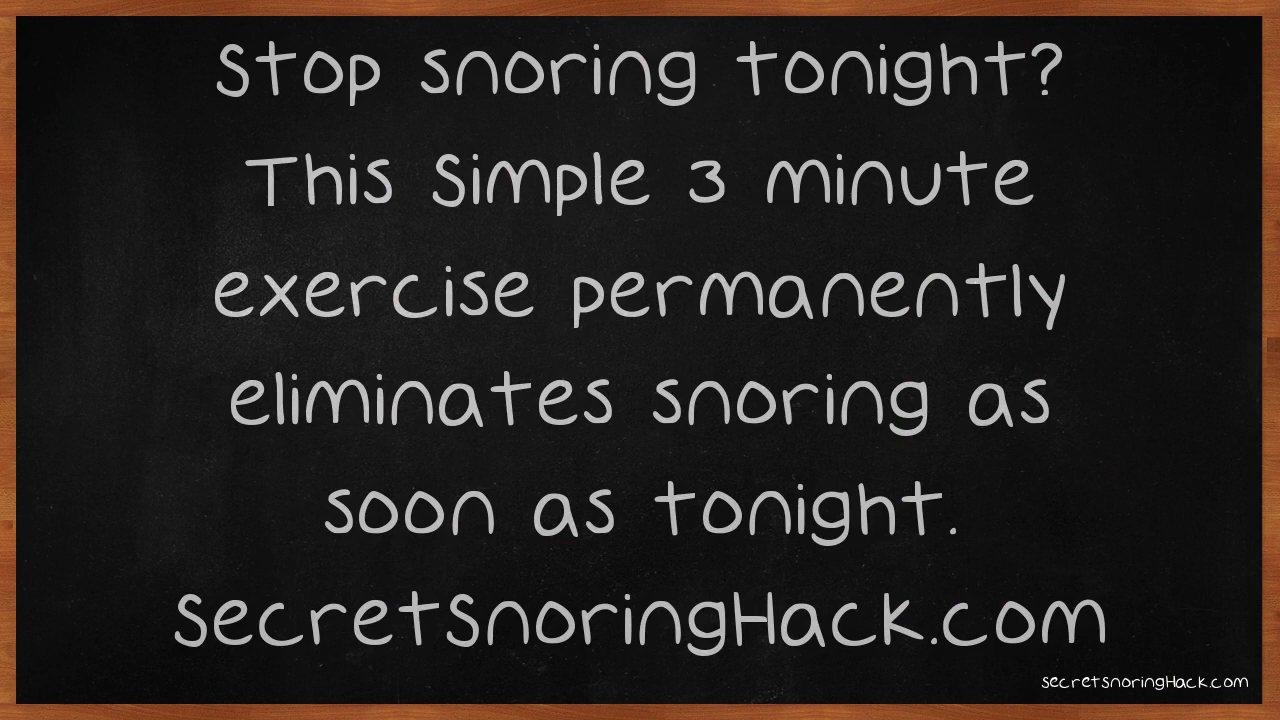 Stop snoring tonight?
This Simple 3 minute
exercise permanently
eliminates snoring as
soon as tonight.
SecretSnoringHack.com
secretsnoringHack.com